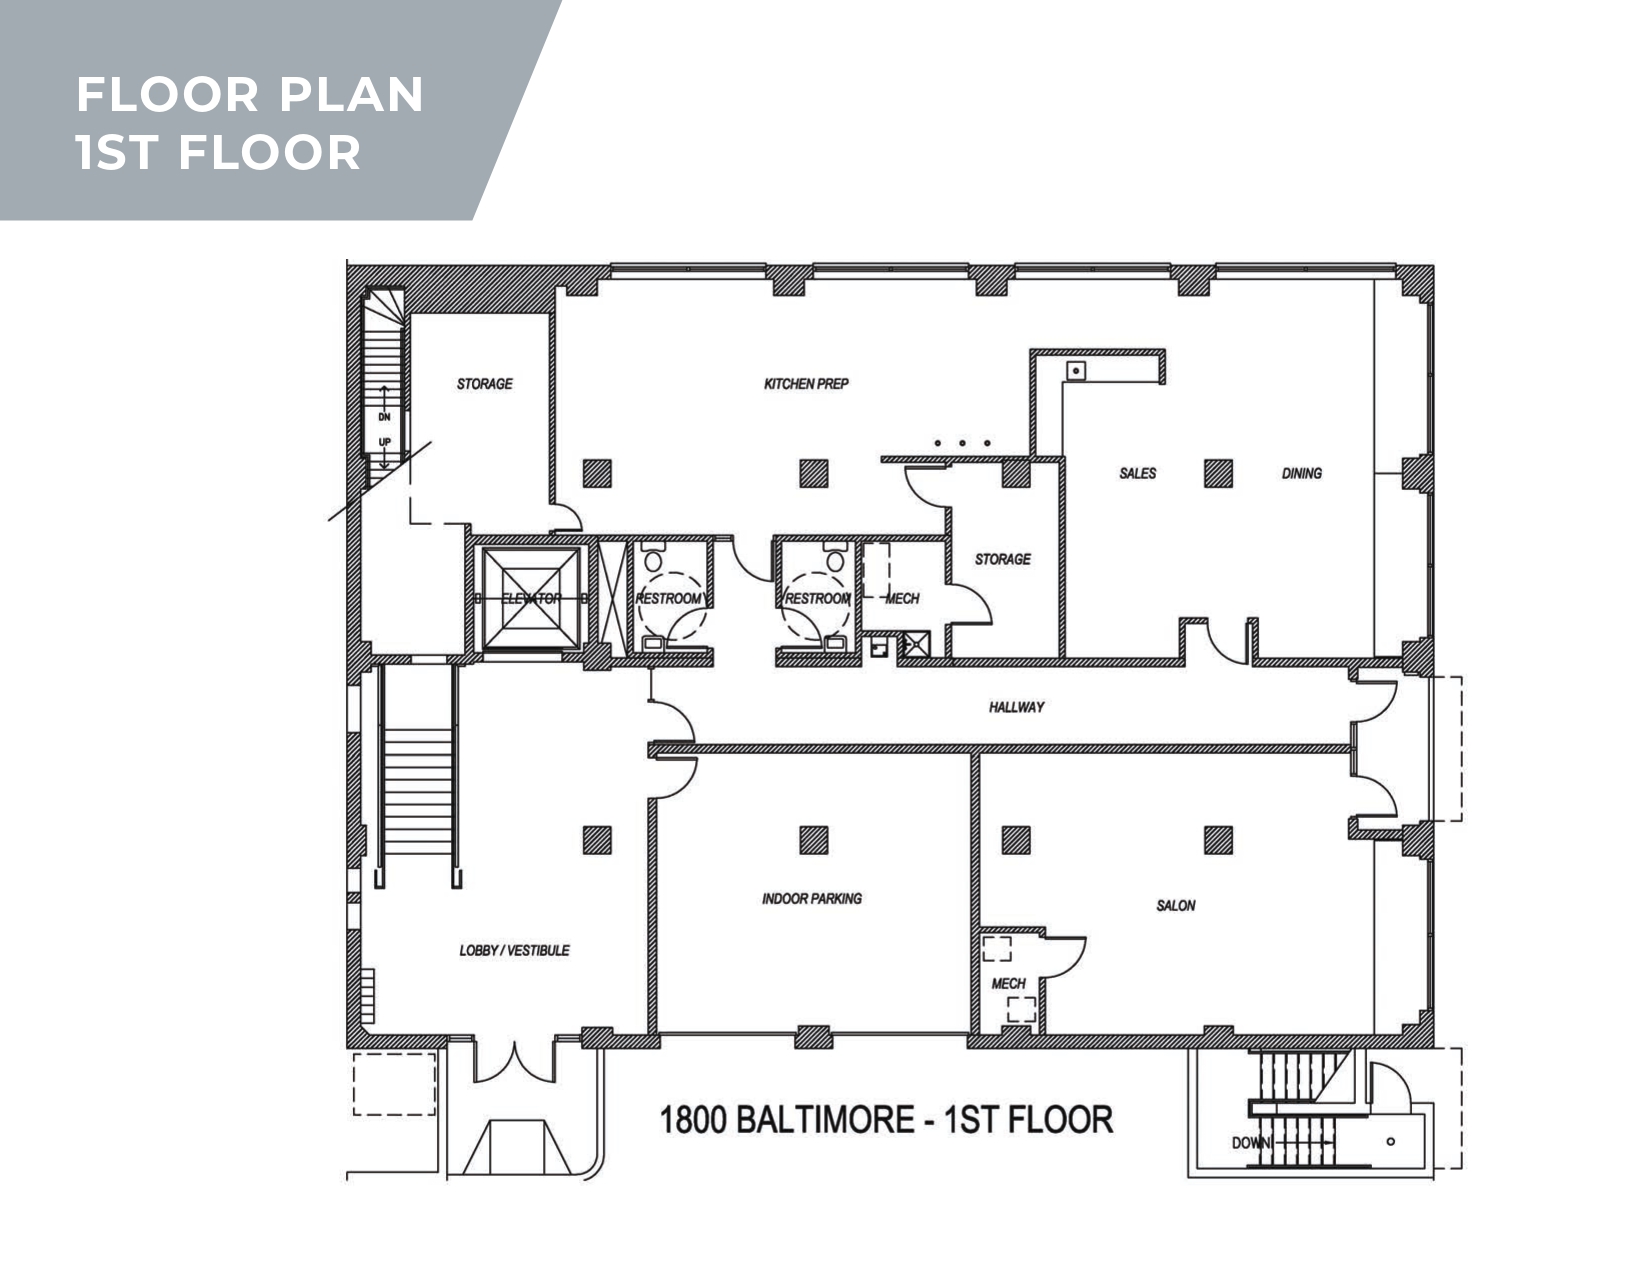 FLOOR PLAN
1ST FLOOR
STORAGE
KITCHEN PREP
DN
UP
SALES
DINING
STORAGE
ELEVATOR
RESTROOM
RESTROOM
MECH
HALLWAY
INDOOR PARKING
SALON
LOBBY / VESTIBULE
MECH
1800 BALTIMORE - 1ST FLOOR
DOWN